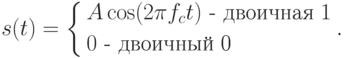 s(t) = { A cos(2πf_c t) - двоичная 1
0 - двоичный 0 .